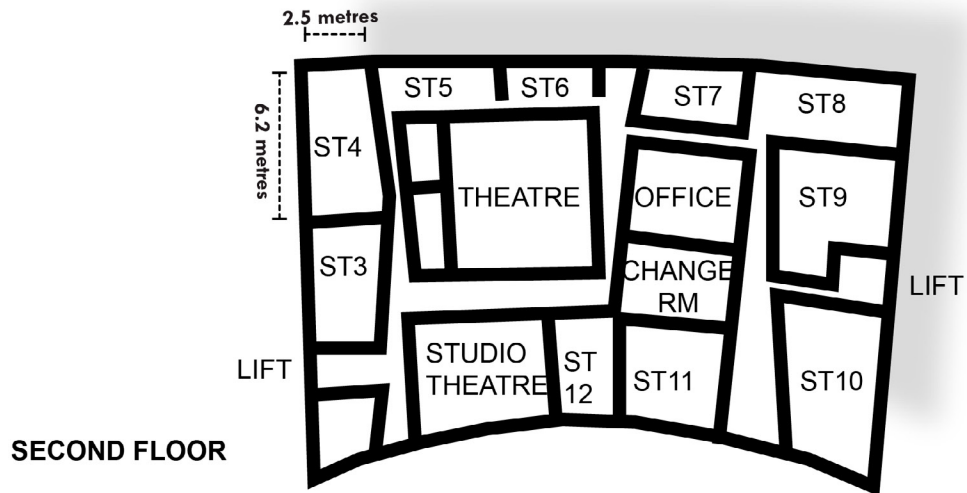 2.5 metres
6.2 metres
ST5
ST6
ST7
ST8
ST4
THEATRE
OFFICE
ST9
ST3
CHANGE
RM
LIFT
LIFT
STUDIO
THEATRE
ST
12
ST11
ST10
SECOND FLOOR